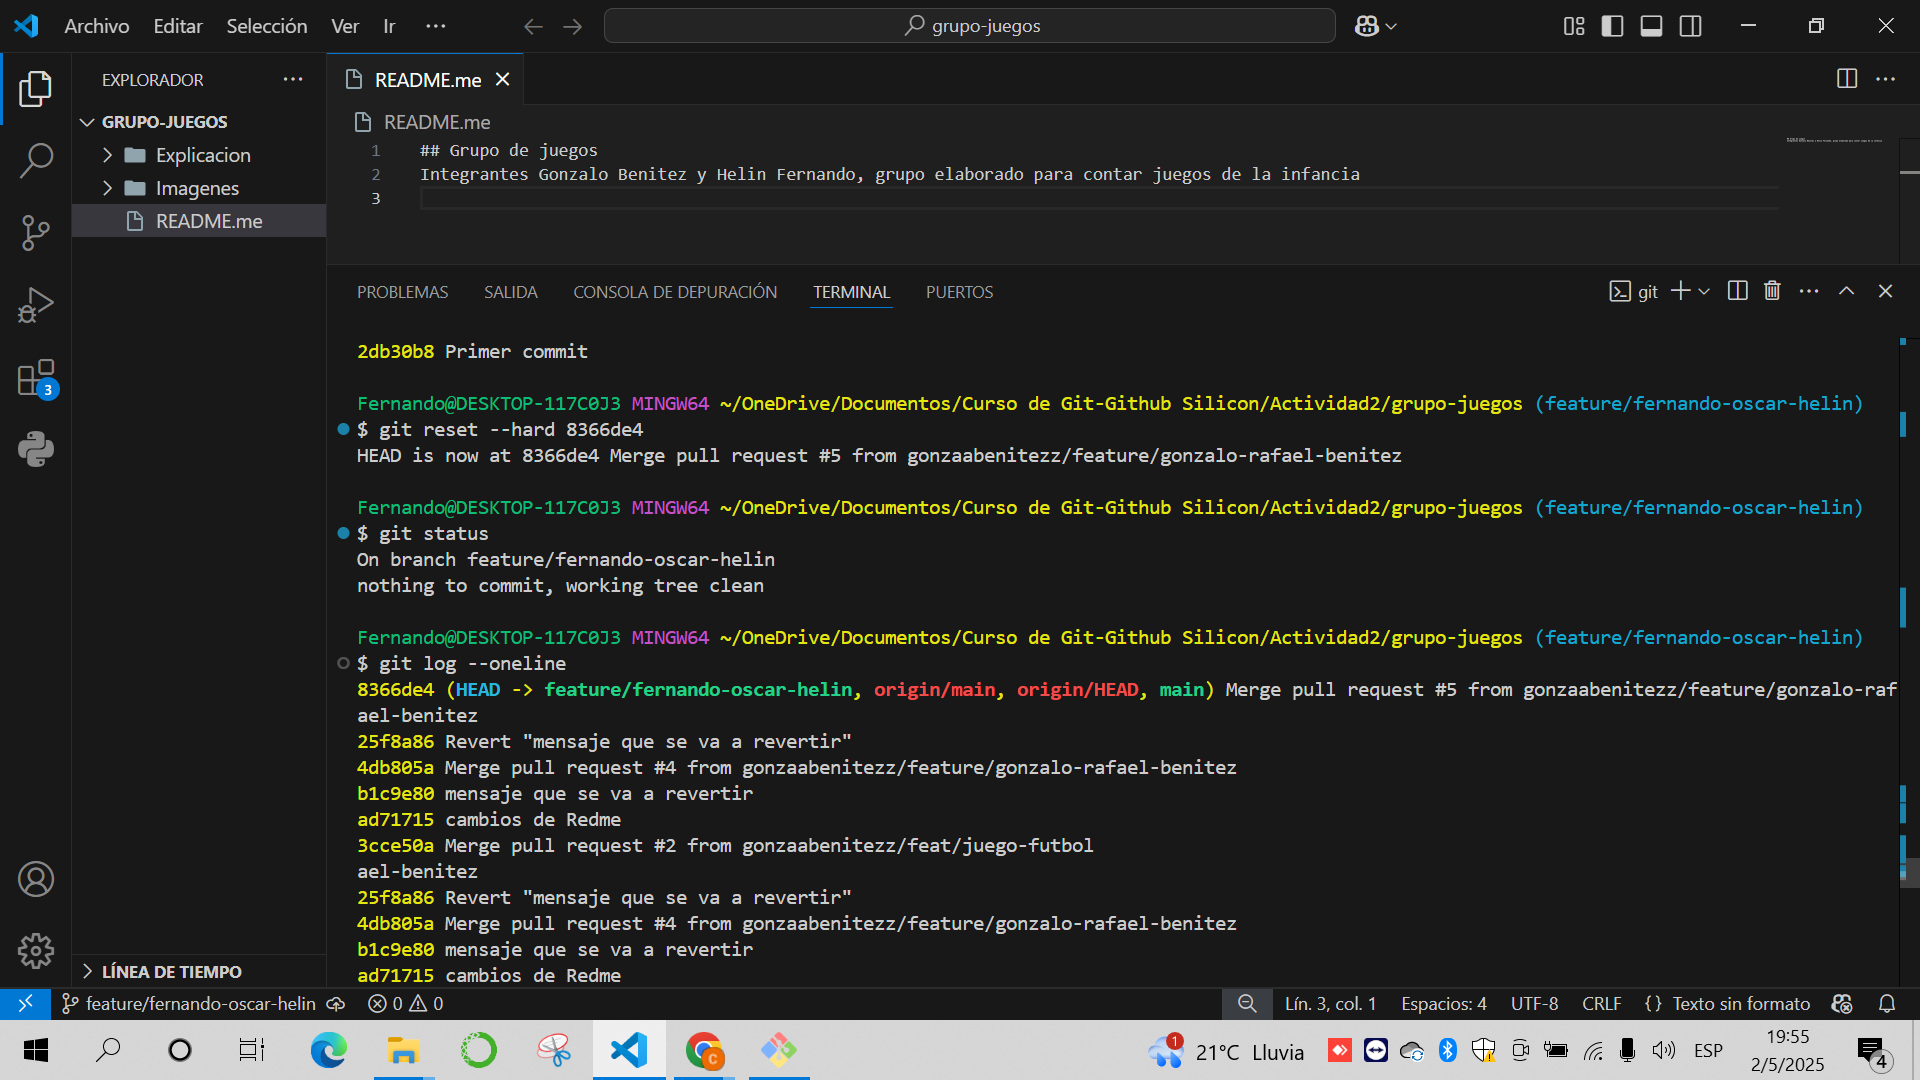 Archivo Editar Selección Ver Ir ···
grupo-juegos
EXPLORADOR ···
GRUPO-JUEGOS
Explicacion
Imagenes
README.me
3
LÍNEA DE TIEMPO
README.me
README.me
1 ## Grupo de juegos
2 Integrantes Gonzalo Benitez y Helin Fernando, grupo elaborado para contar juegos de la infancia
3
PROBLEMAS SALIDA CONSOLA DE DEPURACIÓN TERMINAL PUERTOS
git
2db30b8 Primer commit
Fernando@DESKTOP-117C0J3 MINGW64 ~/OneDrive/Documentos/Curso de Git-Github Silicon/Actividad2/grupo-juegos (feature/fernando-oscar-helin)
$ git reset --hard 8366de4
HEAD is now at 8366de4 Merge pull request #5 from gonzaabenitezz/feature/gonzalo-rafael-benitez
Fernando@DESKTOP-117C0J3 MINGW64 ~/OneDrive/Documentos/Curso de Git-Github Silicon/Actividad2/grupo-juegos (feature/fernando-oscar-helin)
$ git status
On branch feature/fernando-oscar-helin
nothing to commit, working tree clean
Fernando@DESKTOP-117C0J3 MINGW64 ~/OneDrive/Documentos/Curso de Git-Github Silicon/Actividad2/grupo-juegos (feature/fernando-oscar-helin)
$ git log --oneline
8366de4 (HEAD -> feature/fernando-oscar-helin, origin/main, origin/HEAD, main) Merge pull request #5 from gonzaabenitezz/feature/gonzalo-raf
ael-benitez
25f8a86 Revert "mensaje que se va a revertir"
4db805a Merge pull request #4 from gonzaabenitezz/feature/gonzalo-rafael-benitez
b1c9e80 mensaje que se va a revertir
ad71715 cambios de Redme
3cce50a Merge pull request #2 from gonzaabenitezz/feat/juego-futbol
ael-benitez
25f8a86 Revert "mensaje que se va a revertir"
4db805a Merge pull request #4 from gonzaabenitezz/feature/gonzalo-rafael-benitez
b1c9e80 mensaje que se va a revertir
ad71715 cambios de Redme
feature/fernando-oscar-helin 0 0 Lín. 3, col. 1 Espacios: 4 UTF-8 CRLF {} Texto sin formato
C 1 21°C Lluvia ESP 19:55
2/5/2025
4